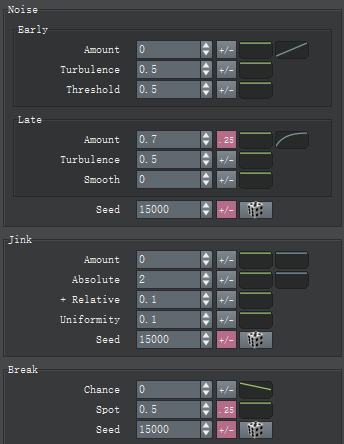 Noise
Early
Amount 0 +/-
Turbulence 0.5 +/-
Threshold 0.5 +/-
Late
Amount 0.7 .25
Turbulence 0.5 +/-
Smooth 0 +/-
Seed 15000 +/-
Jink
Amount 0 +/-
Absolute 2 +/-
+ Relative 0.1 +/-
Uniformity 0.1 +/-
Seed 15000 +/-
Break
Chance 0 +/-
Spot 0.5 .25
Seed 15000 +/-